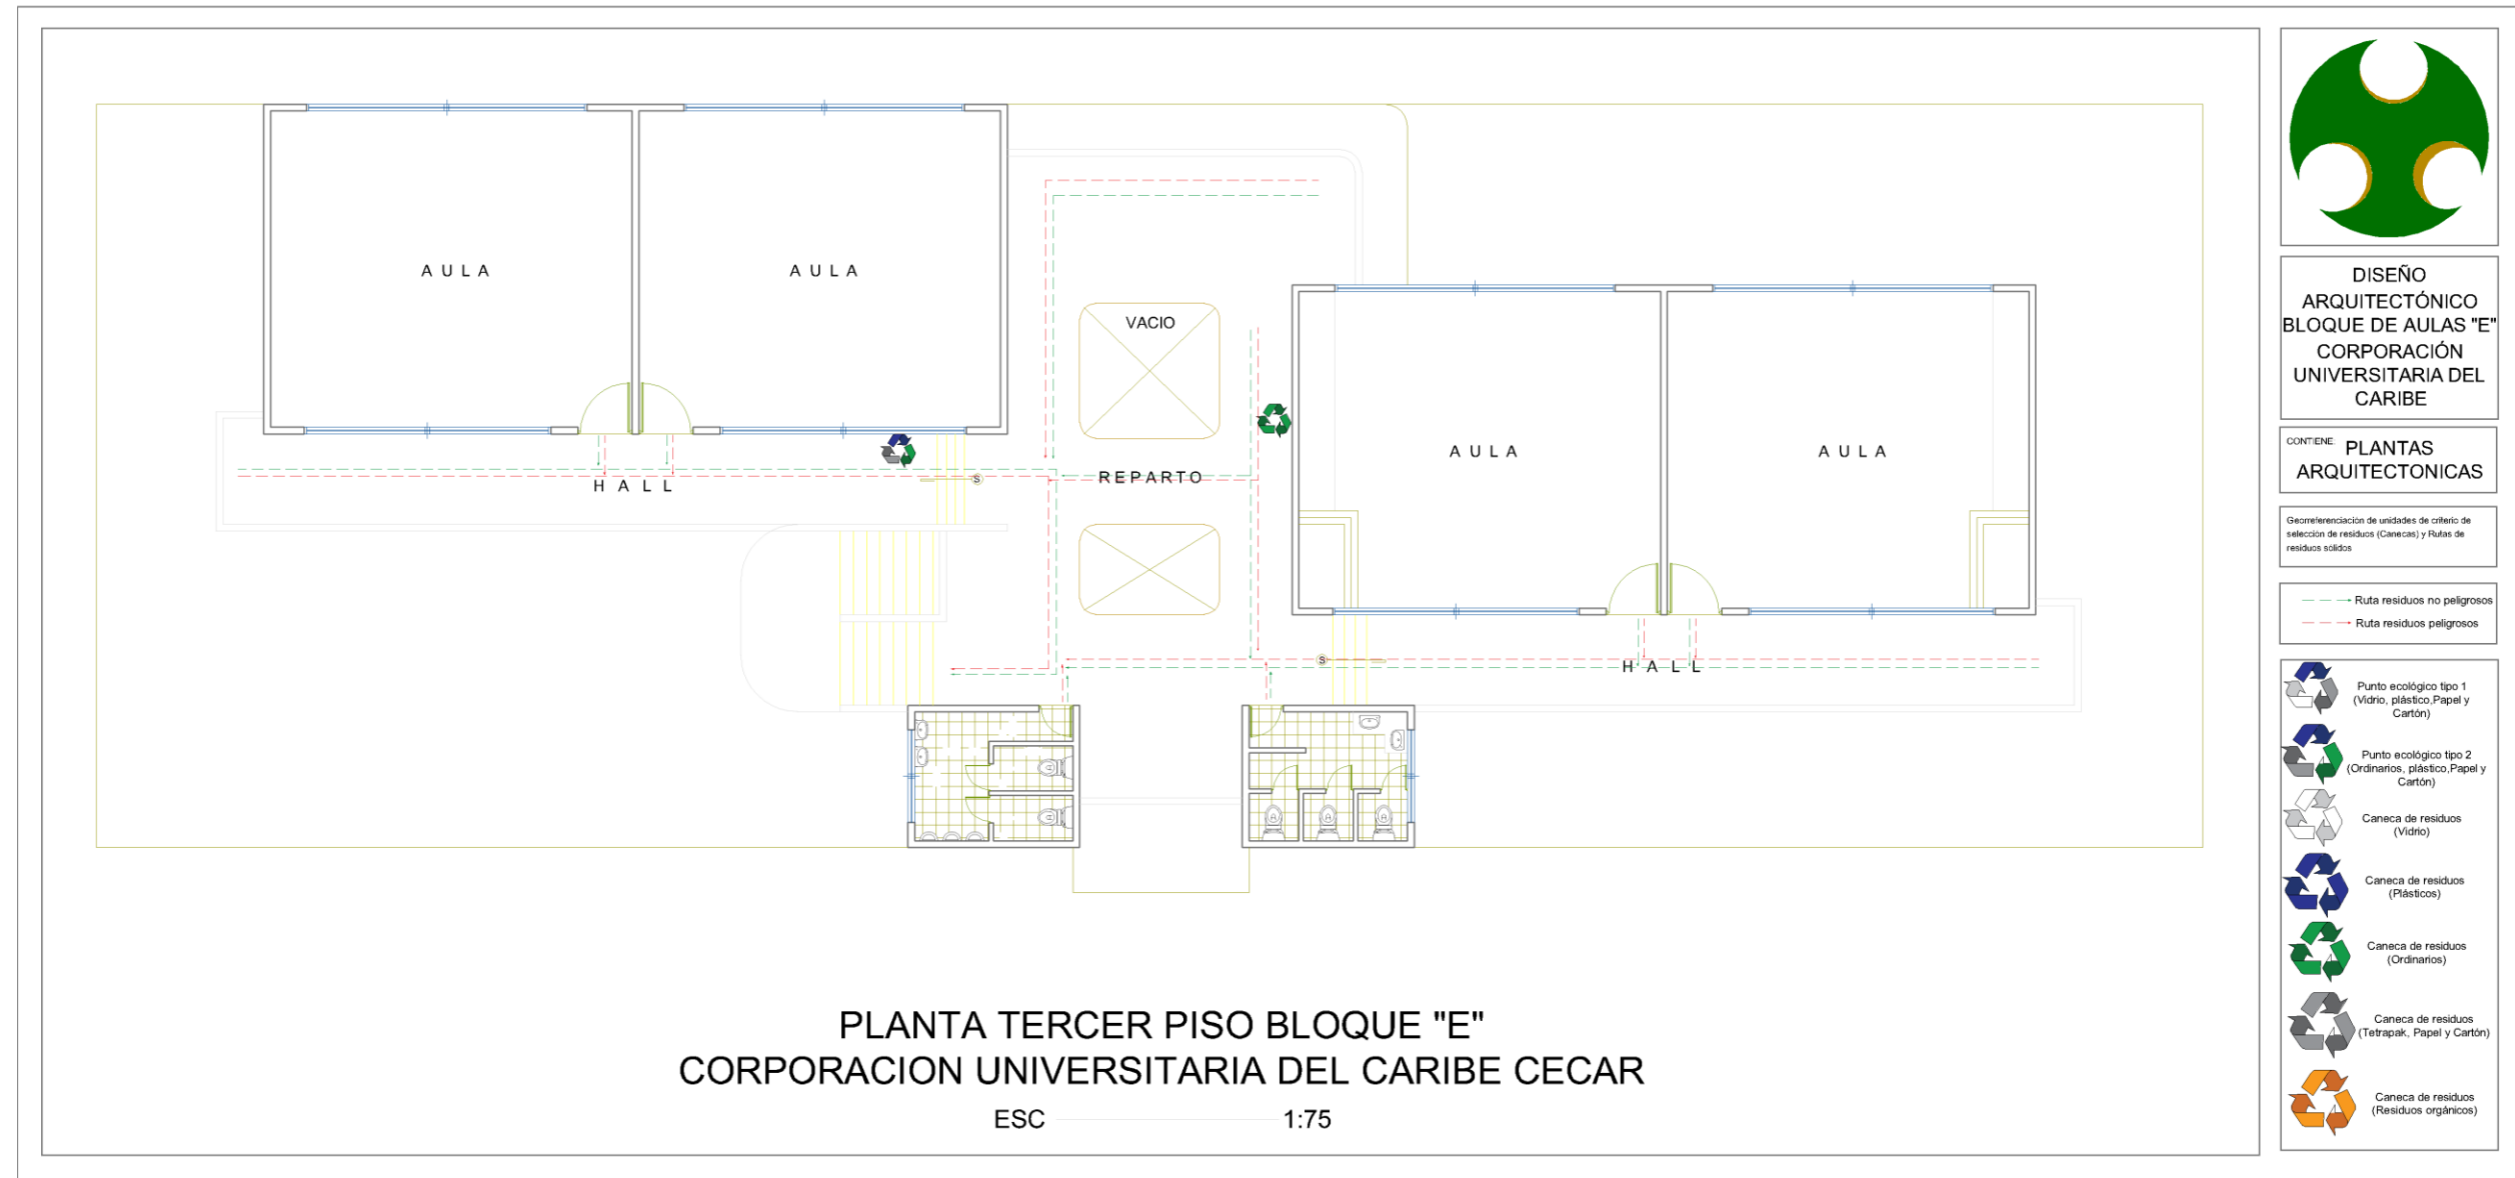 AULA
AULA
VACIO
AULA
AULA
REPARTO
HALL
S
S
HALL
PLANTA TERCER PISO BLOQUE "E"
CORPORACION UNIVERSITARIA DEL CARIBE CECAR
ESC 1:75
DISEÑO
ARQUITECTÓNICO
BLOQUE DE AULAS "E"
CORPORACIÓN
UNIVERSITARIA DEL
CARIBE
CONTIENE: PLANTAS
ARQUITECTONICAS
Georreferenciación de unidades de criterio de
selección de residuos (Canecas) y Rutas de
residuos sólidos
Ruta residuos no peligrosos
Ruta residuos peligrosos
Punto ecológico tipo 1
(Vidrio, plástico,Papel y
Cartón)
Punto ecológico tipo 2
(Ordinarios, plástico,Papel y
Cartón)
Caneca de residuos
(Vidrio)
Caneca de residuos
(Plásticos)
Caneca de residuos
(Ordinarios)
Caneca de residuos
(Tetrapak, Papel y Cartón)
Caneca de residuos
(Residuos orgánicos)